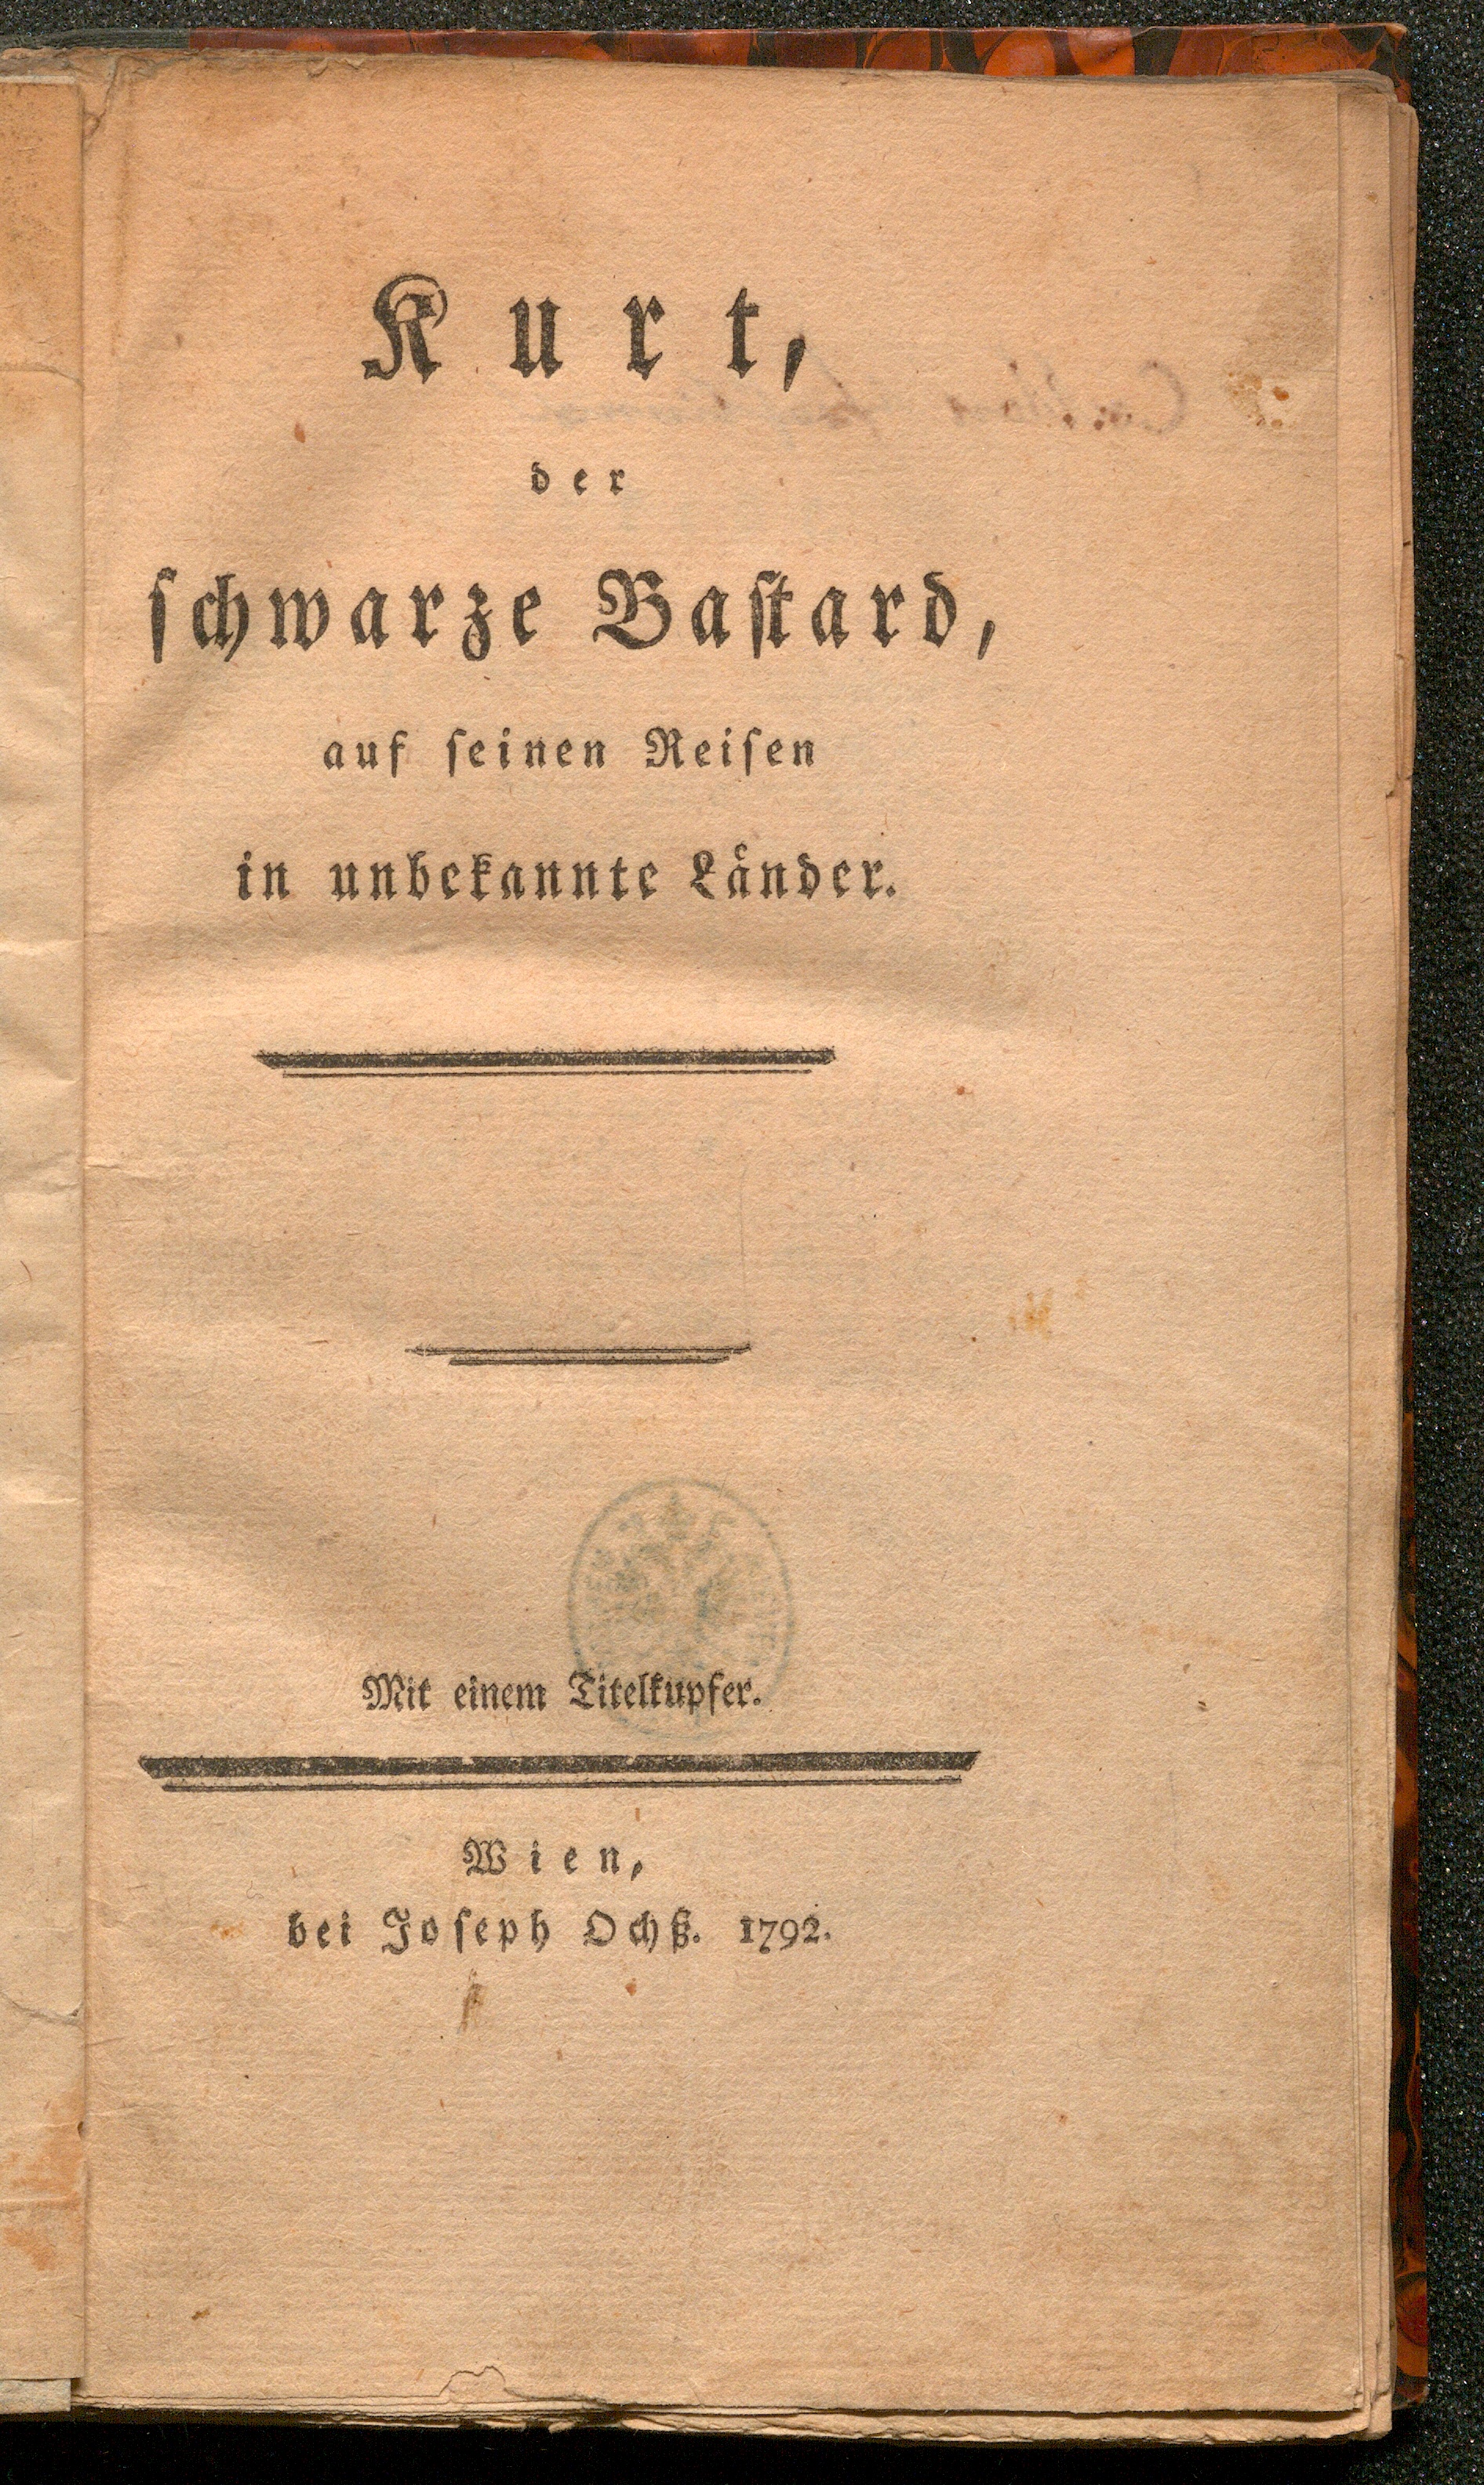 Kurt,
der
schwarze Bastard,
auf seinen Reisen
in unbekannte Länder.
Mit einem Titelkupfer.
Wien,
bei Joseph Ochß. 1792.